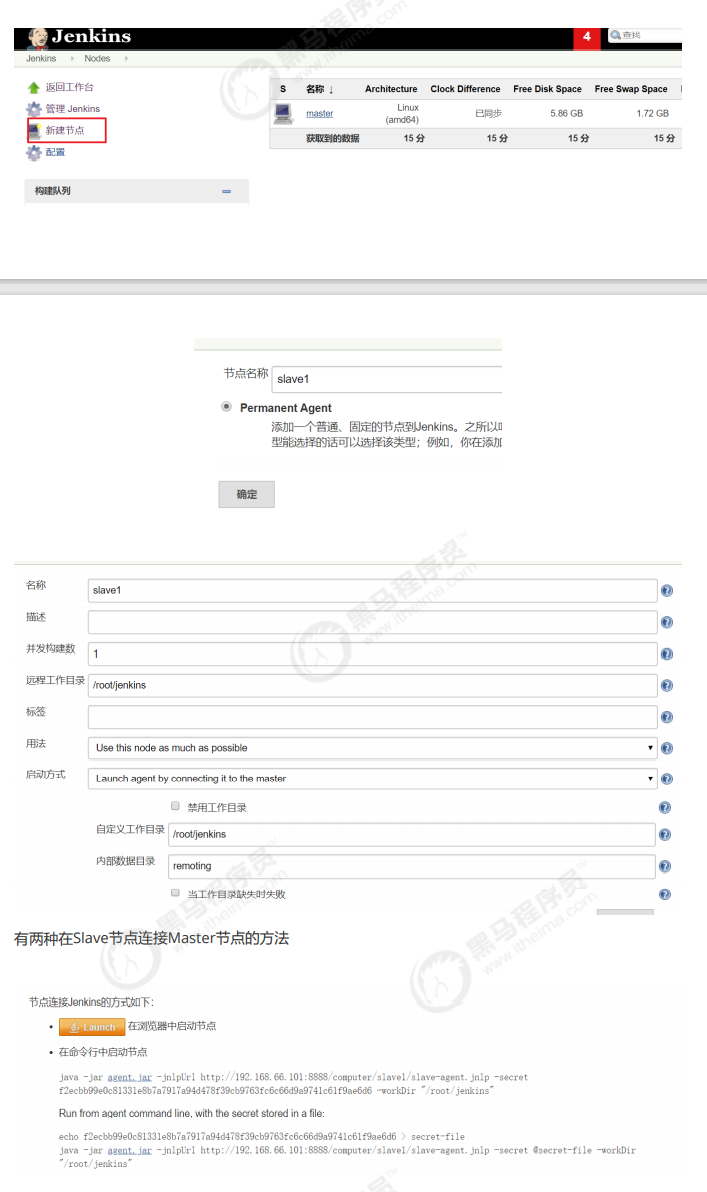 Jenkins
4
查找
Jenkins
Nodes
返回工作台
管理 Jenkins
新建节点
配置
构建队列
S 名称 ↓ Architecture Clock Difference Free Disk Space Free Swap Space
master Linux (amd64) 已同步 5.86 GB 1.72 GB
获取到的数据 15 分 15 分 15 分 15 分
节点名称 slave1
Permanent Agent
添加一个普通、固定的节点到Jenkins。之所以
型能选择的话可以选择该类型；例如，你在添加
确定
名称 slave1
描述
并发构建数 1
远程工作目录 /root/jenkins
标签
用法 Use this node as much as possible
启动方式 Launch agent by connecting it to the master
禁用工作目录
自定义工作目录 /root/jenkins
内部数据目录 remoting
当工作目录缺失时失败
有两种在Slave节点连接Master节点的方法
节点连接Jenkins的方式如下:
• Launch 在浏览器中启动节点
• 在命令行中启动节点
java -jar agent.jar -jnlpUrl http://192.168.66.101:8888/computer/slave1/slave-agent.jnlp -secret
f2ecbb99e0c81331e8b7a7917a94d478f39cb9763fc6c66d9a9741c61f9ae6d6 -workDir "/root/jenkins"
Run from agent command line, with the secret stored in a file:
echo f2ecbb99e0c81331e8b7a7917a94d478f39cb9763fc6c66d9a9741c61f9ae6d6 > secret-file
java -jar agent.jar -jnlpUrl http://192.168.66.101:8888/computer/slave1/slave-agent.jnlp -secret @secret-file -workDir
"/root/jenkins"
黑马程序员
www.itheima.com